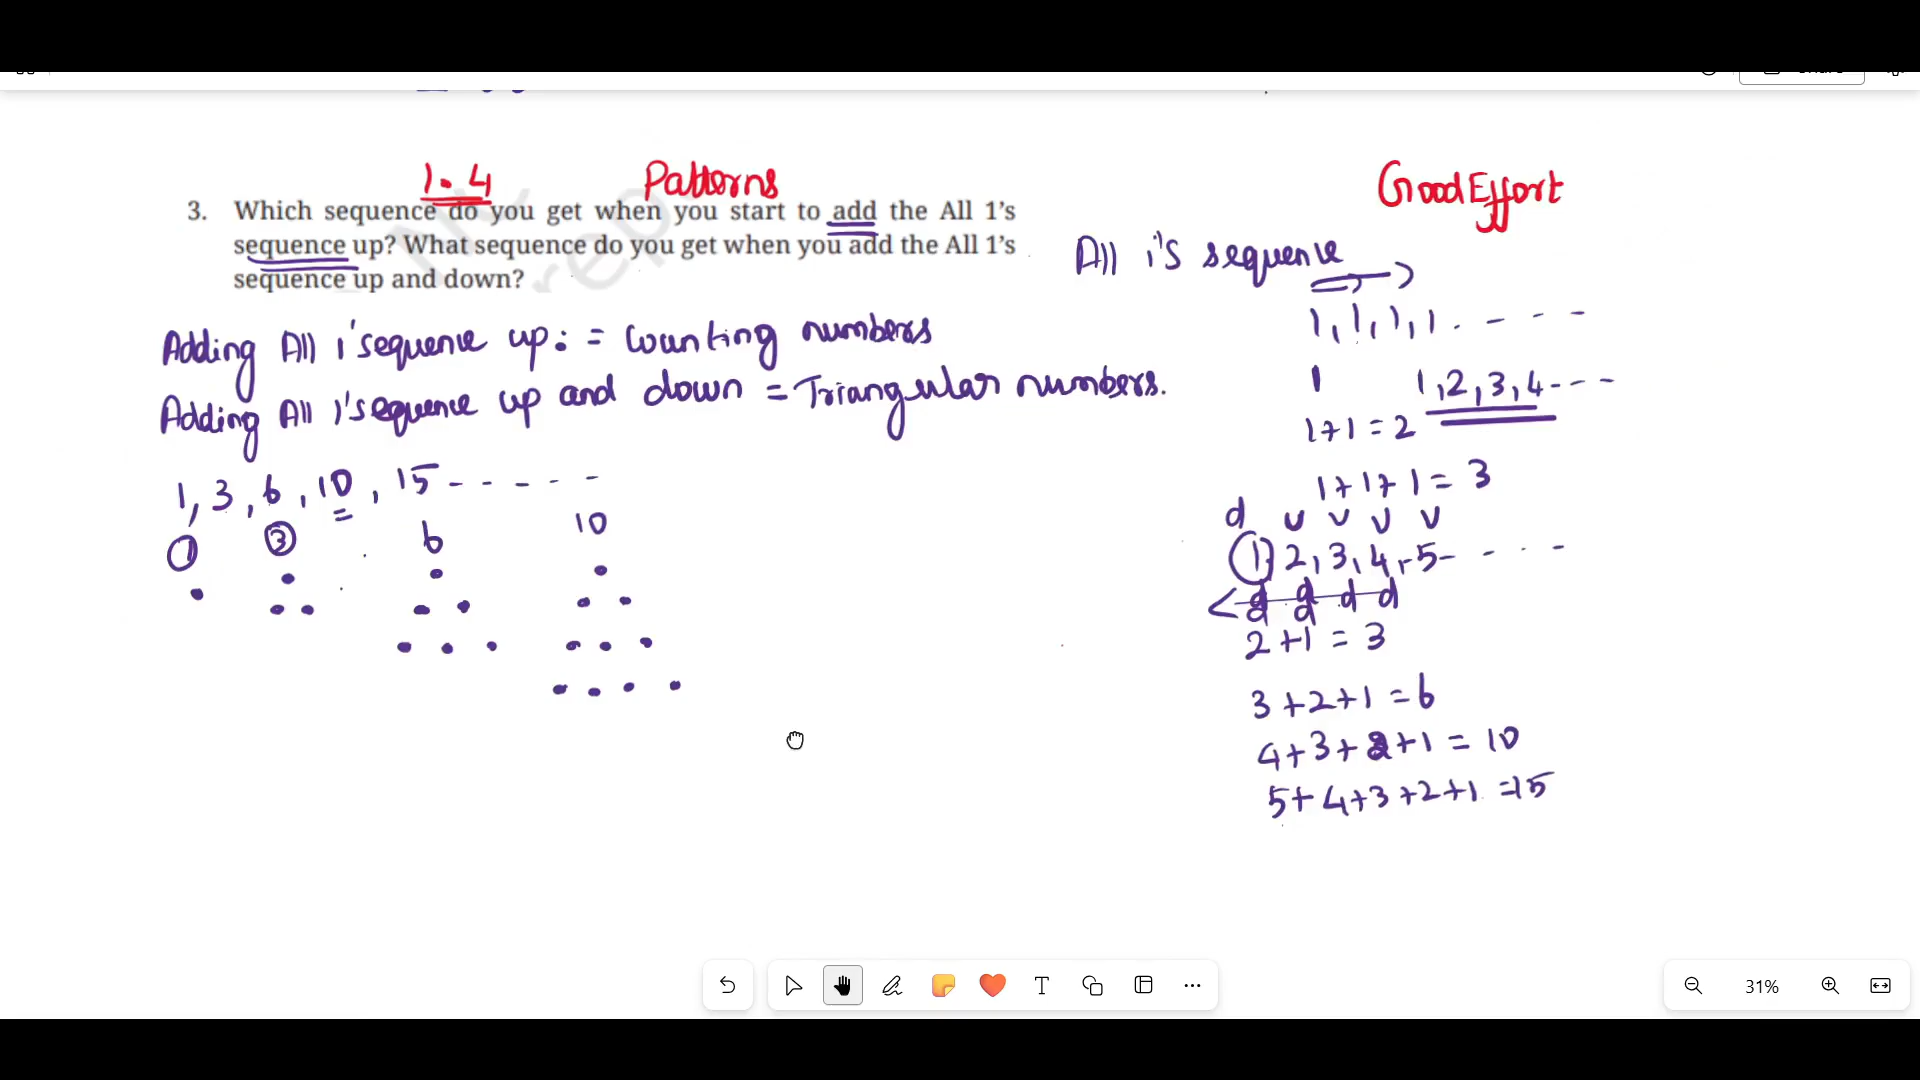 1.4 Patterns
Good Effort
3. Which sequence do you get when you start to add the All 1’s
sequence up? What sequence do you get when you add the All 1’s
sequence up and down?
Adding All 1's sequence up: = Counting numbers
Adding All 1's sequence up and down = Triangular numbers.
1, 3, 6, 10, 15 - - - - -
1 3 6 10
All 1's sequence
1, 1, 1, 1 . - - -
1 1, 2, 3, 4 - - -
1+1 = 2
1+1+1 = 3
d u v v v
1, 2, 3, 4, 5 - - - -
d d d d
2+1 = 3
3+2+1 = 6
4+3+2+1 = 10
5+4+3+2+1 = 15
31%